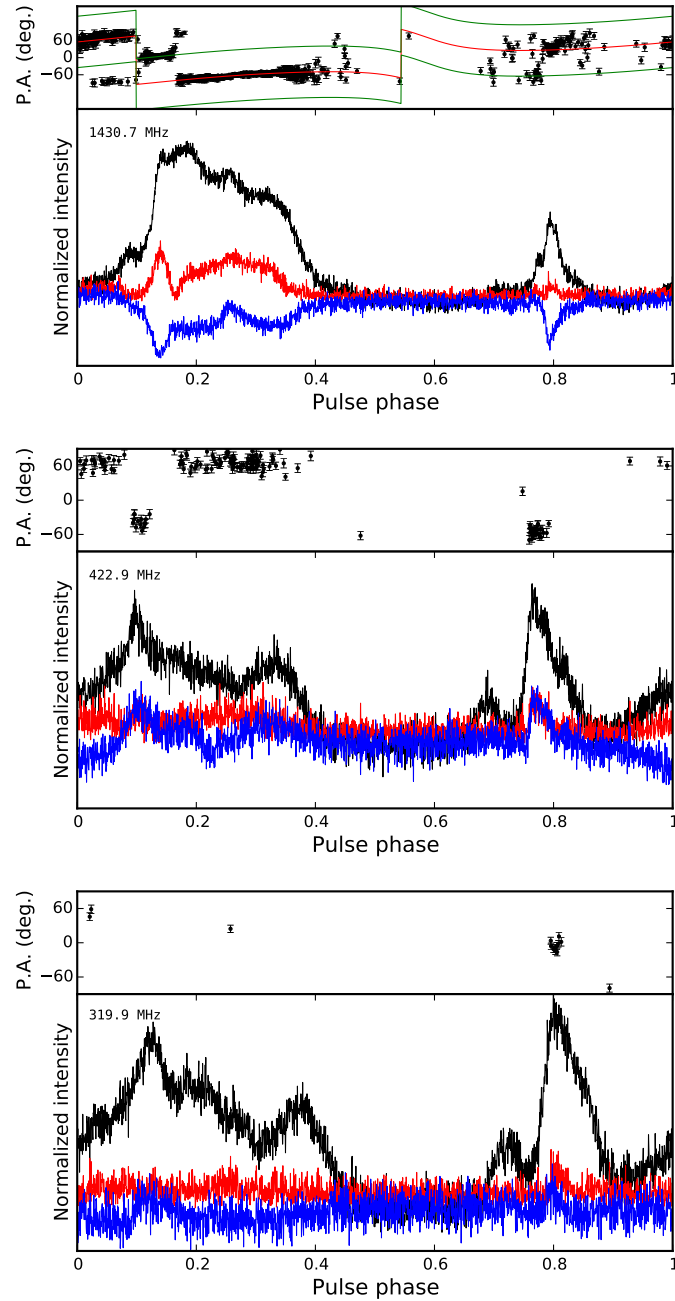 P.A. (deg.)
60
0
−60
1430.7 MHz
Normalized intensity
0 0.2 0.4 0.6 0.8 1
Pulse phase
P.A. (deg.)
60
0
−60
422.9 MHz
Normalized intensity
0 0.2 0.4 0.6 0.8 1
Pulse phase
P.A. (deg.)
60
0
−60
319.9 MHz
Normalized intensity
0 0.2 0.4 0.6 0.8 1
Pulse phase